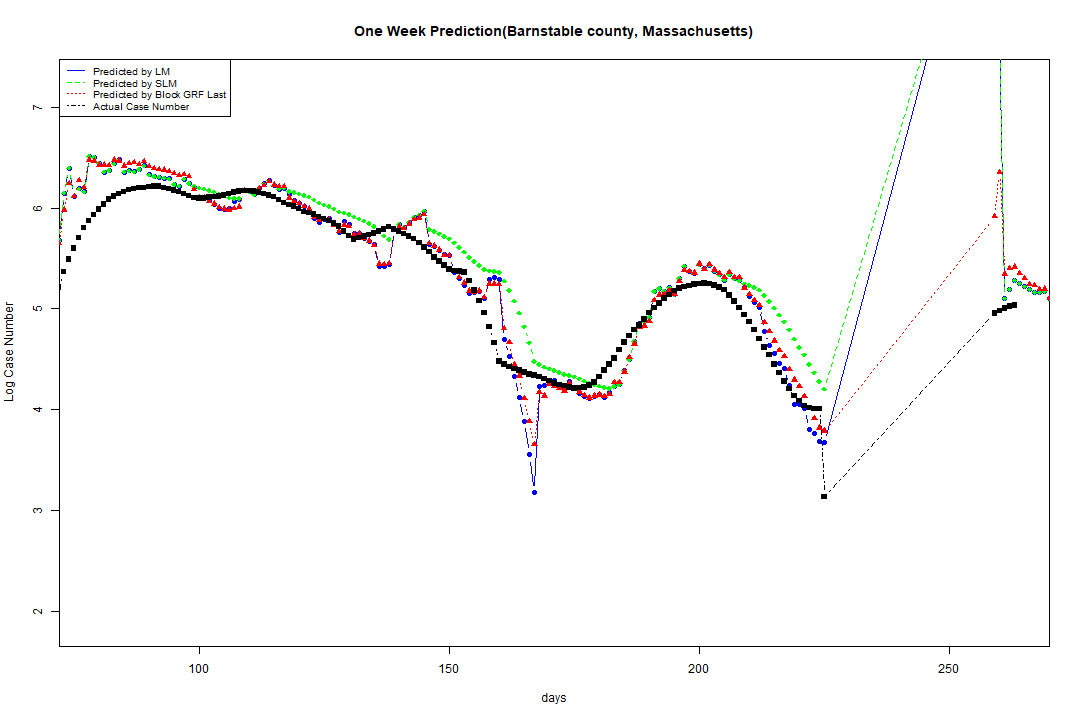 One Week Prediction(Barnstable county, Massachusetts)
Predicted by LM
Predicted by SLM
Predicted by Block GRF Last
Actual Case Number
7
6
5
4
3
2
Log Case Number
100 150 200 250
days